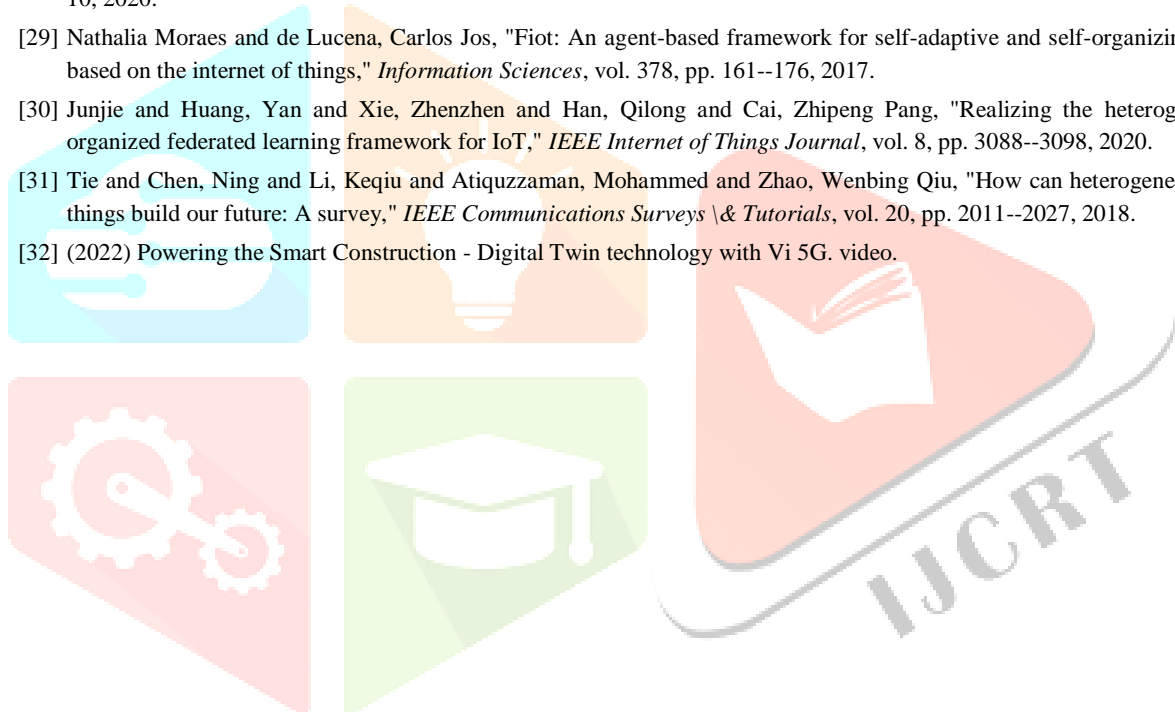 10, 2020.
[29] Nathalia Moraes and de Lucena, Carlos Jos, "Fiot: An agent-based framework for self-adaptive and self-organizin
based on the internet of things," Information Sciences, vol. 378, pp. 161--176, 2017.
[30] Junjie and Huang, Yan and Xie, Zhenzhen and Han, Qilong and Cai, Zhipeng Pang, "Realizing the heterog
organized federated learning framework for IoT," IEEE Internet of Things Journal, vol. 8, pp. 3088--3098, 2020.
[31] Tie and Chen, Ning and Li, Keqiu and Atiquzzaman, Mohammed and Zhao, Wenbing Qiu, "How can heterogene
things build our future: A survey," IEEE Communications Surveys \& Tutorials, vol. 20, pp. 2011--2027, 2018.
[32] (2022) Powering the Smart Construction - Digital Twin technology with Vi 5G. video.
IJCRT